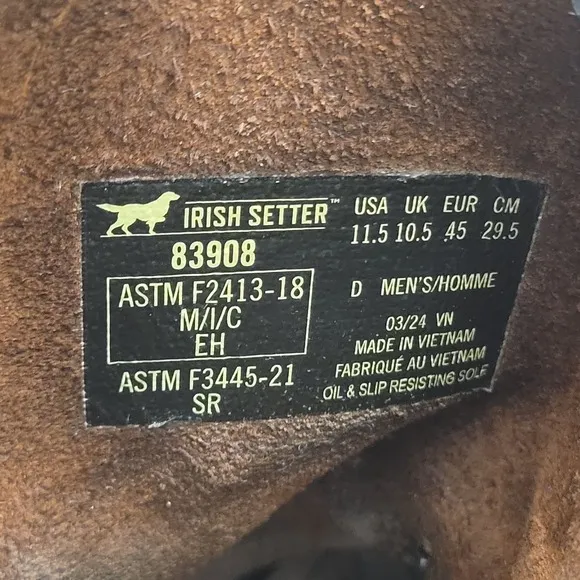 IRISH SETTER™
83908
ASTM F2413-18
M/I/C
EH
ASTM F3445-21
SR
USA UK EUR CM
11.5 10.5 45 29.5
D MEN'S/HOMME
03/24 VN
MADE IN VIETNAM
FABRIQUÉ AU VIETNAM
OIL & SLIP RESISTING SOLE